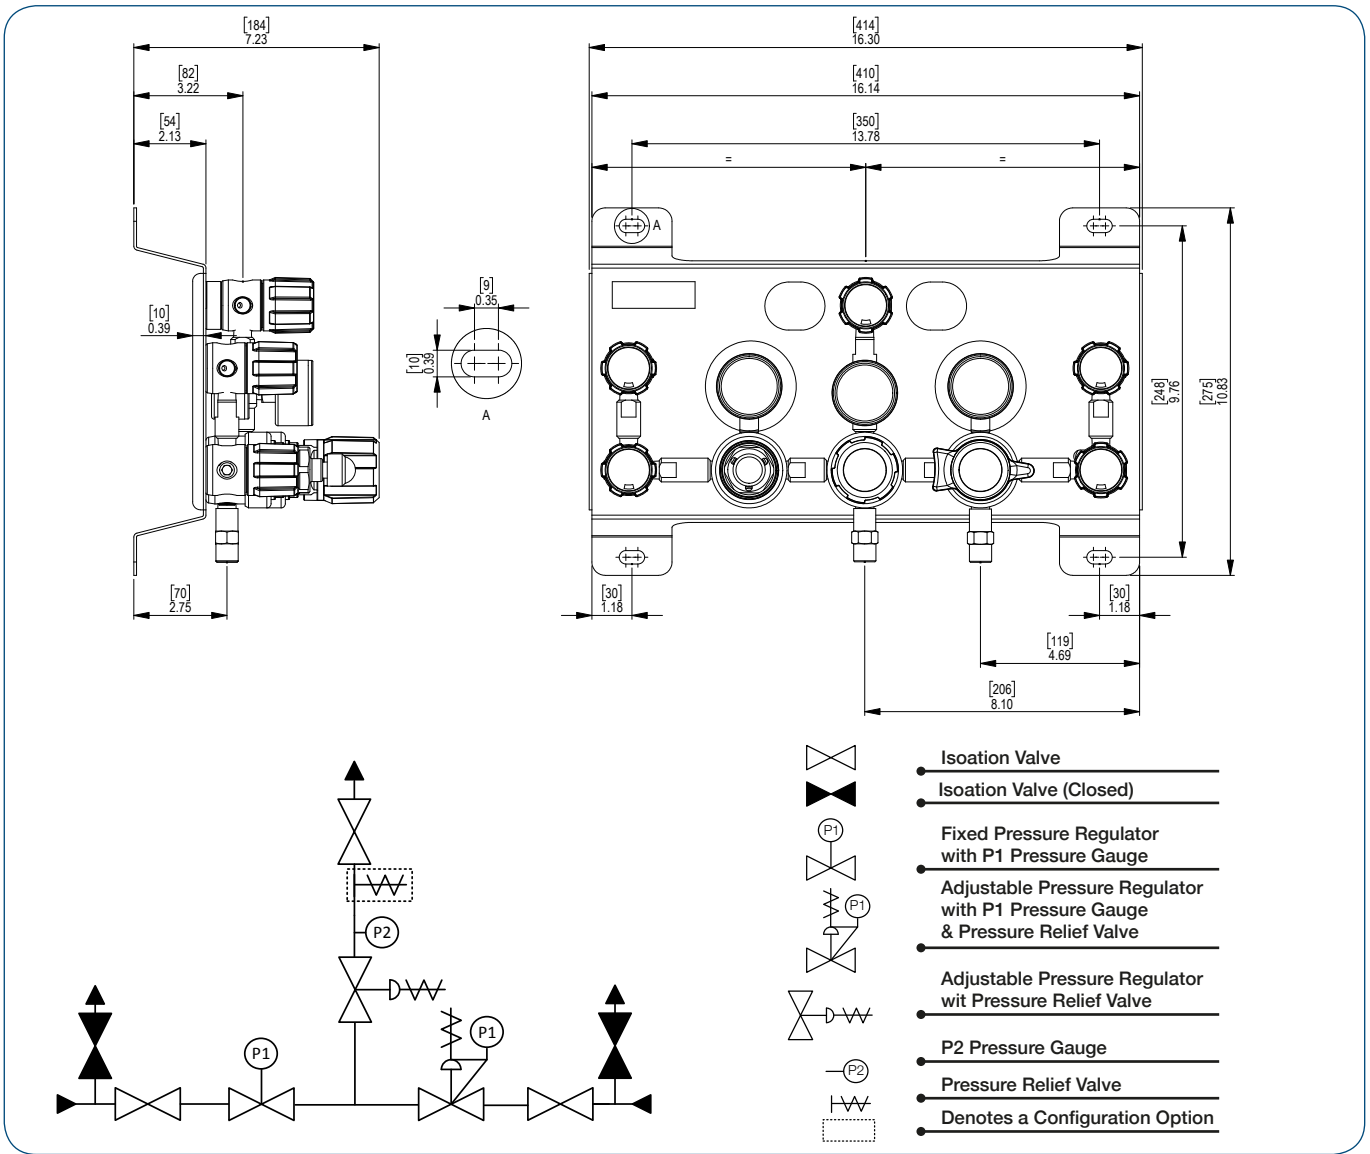 [184]
7.23
[82]
3.22
[54]
2.13
[10]
0.39
[70]
2.75
[9]
0.35
[10]
0.39
A
[414]
16.30
[410]
16.14
[350]
13.78
=
=
A
[248]
9.76
[275]
10.83
[30]
1.18
[30]
1.18
[119]
4.69
[206]
8.10
P2
P1
P1
Isoation Valve
Isoation Valve (Closed)
P1
Fixed Pressure Regulator
with P1 Pressure Gauge
P1
Adjustable Pressure Regulator
with P1 Pressure Gauge
& Pressure Relief Valve
Adjustable Pressure Regulator
wit Pressure Relief Valve
P2
P2 Pressure Gauge
Pressure Relief Valve
Denotes a Configuration Option